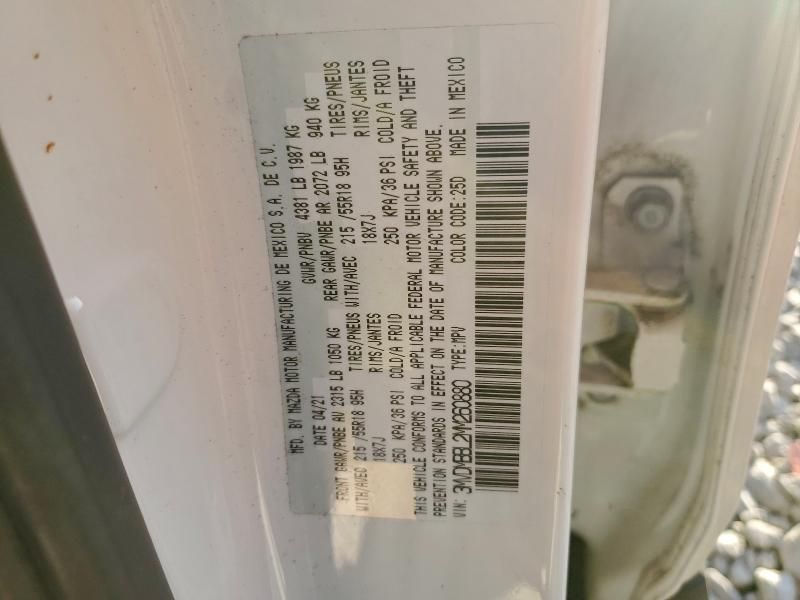 MFD. BY MAZDA MOTOR MANUFACTURING DE MEXICO S.A. DE C.V.
DATE 04/21 GVWR/PNBV 4381 LB 1987 KG
FRONT GAWR/PNBE AV 2315 LB 1050 KG REAR GAWR/PNBE AR 2072 LB 940 KG
WITH/AVEC 215 /55R18 95H TIRES/PNEUS WITH/AVEC 215 /55R18 95H TIRES/PNEUS
18X7J RIMS/JANTES 18X7J RIMS/JANTES
250 KPA/36 PSI COLD/A FROID 250 KPA/36 PSI COLD/A FROID
THIS VEHICLE CONFORMS TO ALL APPLICABLE FEDERAL MOTOR VEHICLE SAFETY AND THEFT
PREVENTION STANDARDS IN EFFECT ON THE DATE OF MANUFACTURE SHOWN ABOVE.
VIN: 3MVDMBBL2MM260880 TYPE:MPV COLOR CODE:25D MADE IN MEXICO